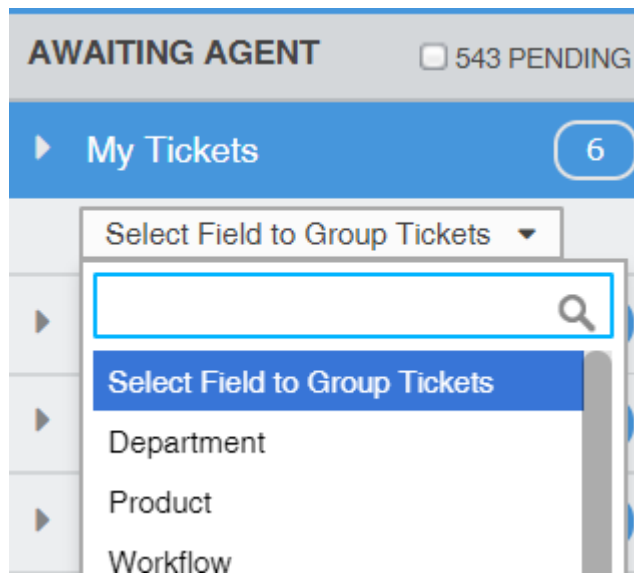 AWAITING AGENT 543 PENDING
My Tickets 6
Select Field to Group Tickets
Select Field to Group Tickets
Department
Product
Workflow